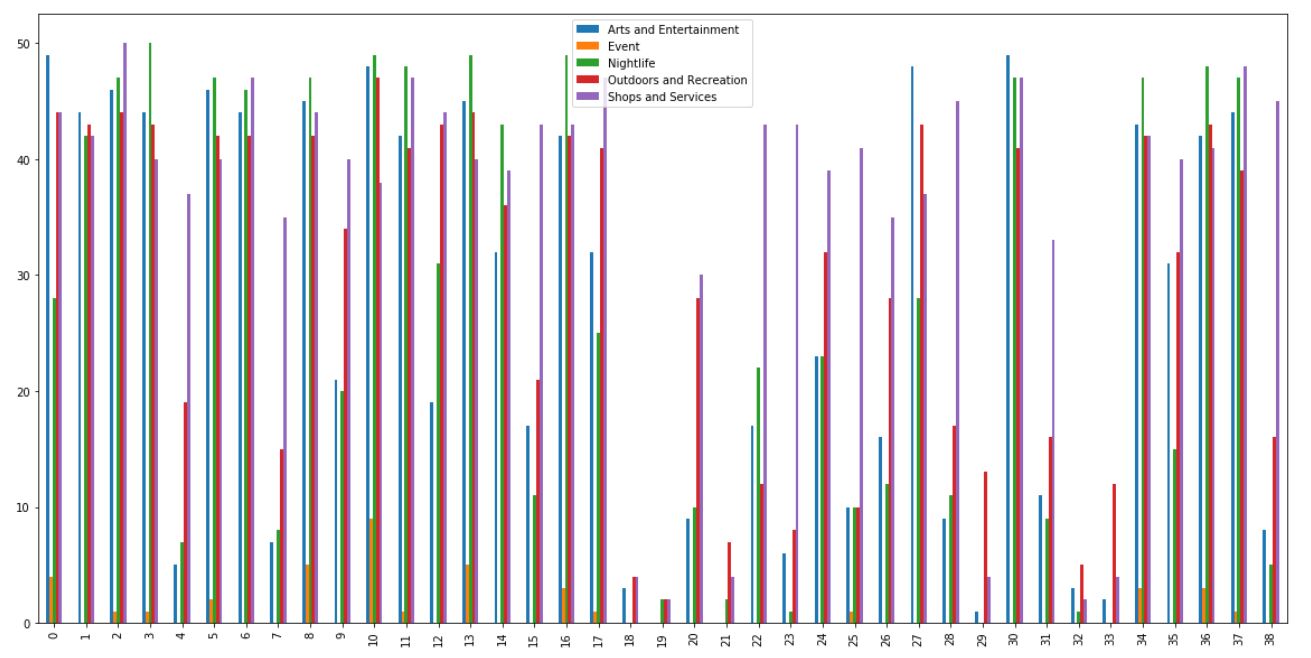 50
40
30
20
10
0
Arts and Entertainment
Event
Nightlife
Outdoors and Recreation
Shops and Services
0 1 2 3 4 5 6 7 8 9 10 11 12 13 14 15 16 17 18 19 20 21 22 23 24 25 26 27 28 29 30 31 32 33 34 35 36 37 38